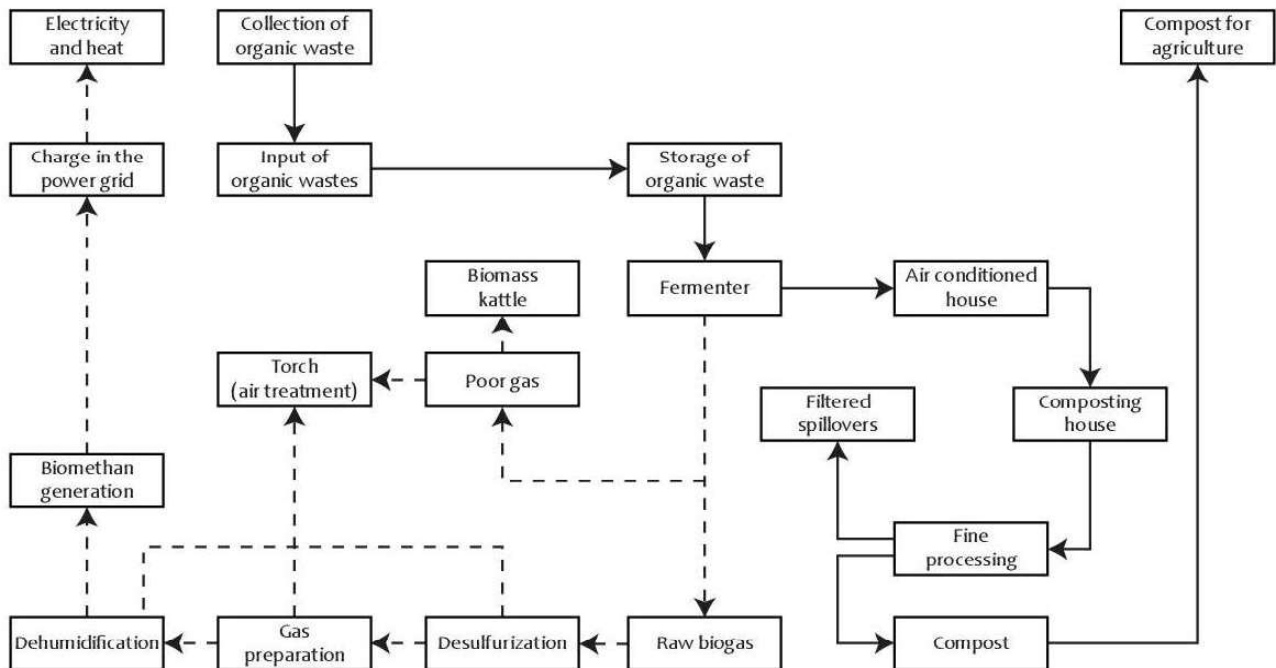 Electricity
and heat
Collection of
organic waste
Compost for
agriculture
Charge in the
power grid
Input of
organic wastes
Storage of
organic waste
Biomass
kattle
Fermenter
Air conditioned
house
Torch
(air treatment)
Poor gas
Filtered
spillovers
Composting
house
Biomethan
generation
Fine
processing
Dehumidification
Gas
preparation
Desulfurization
Raw biogas
Compost